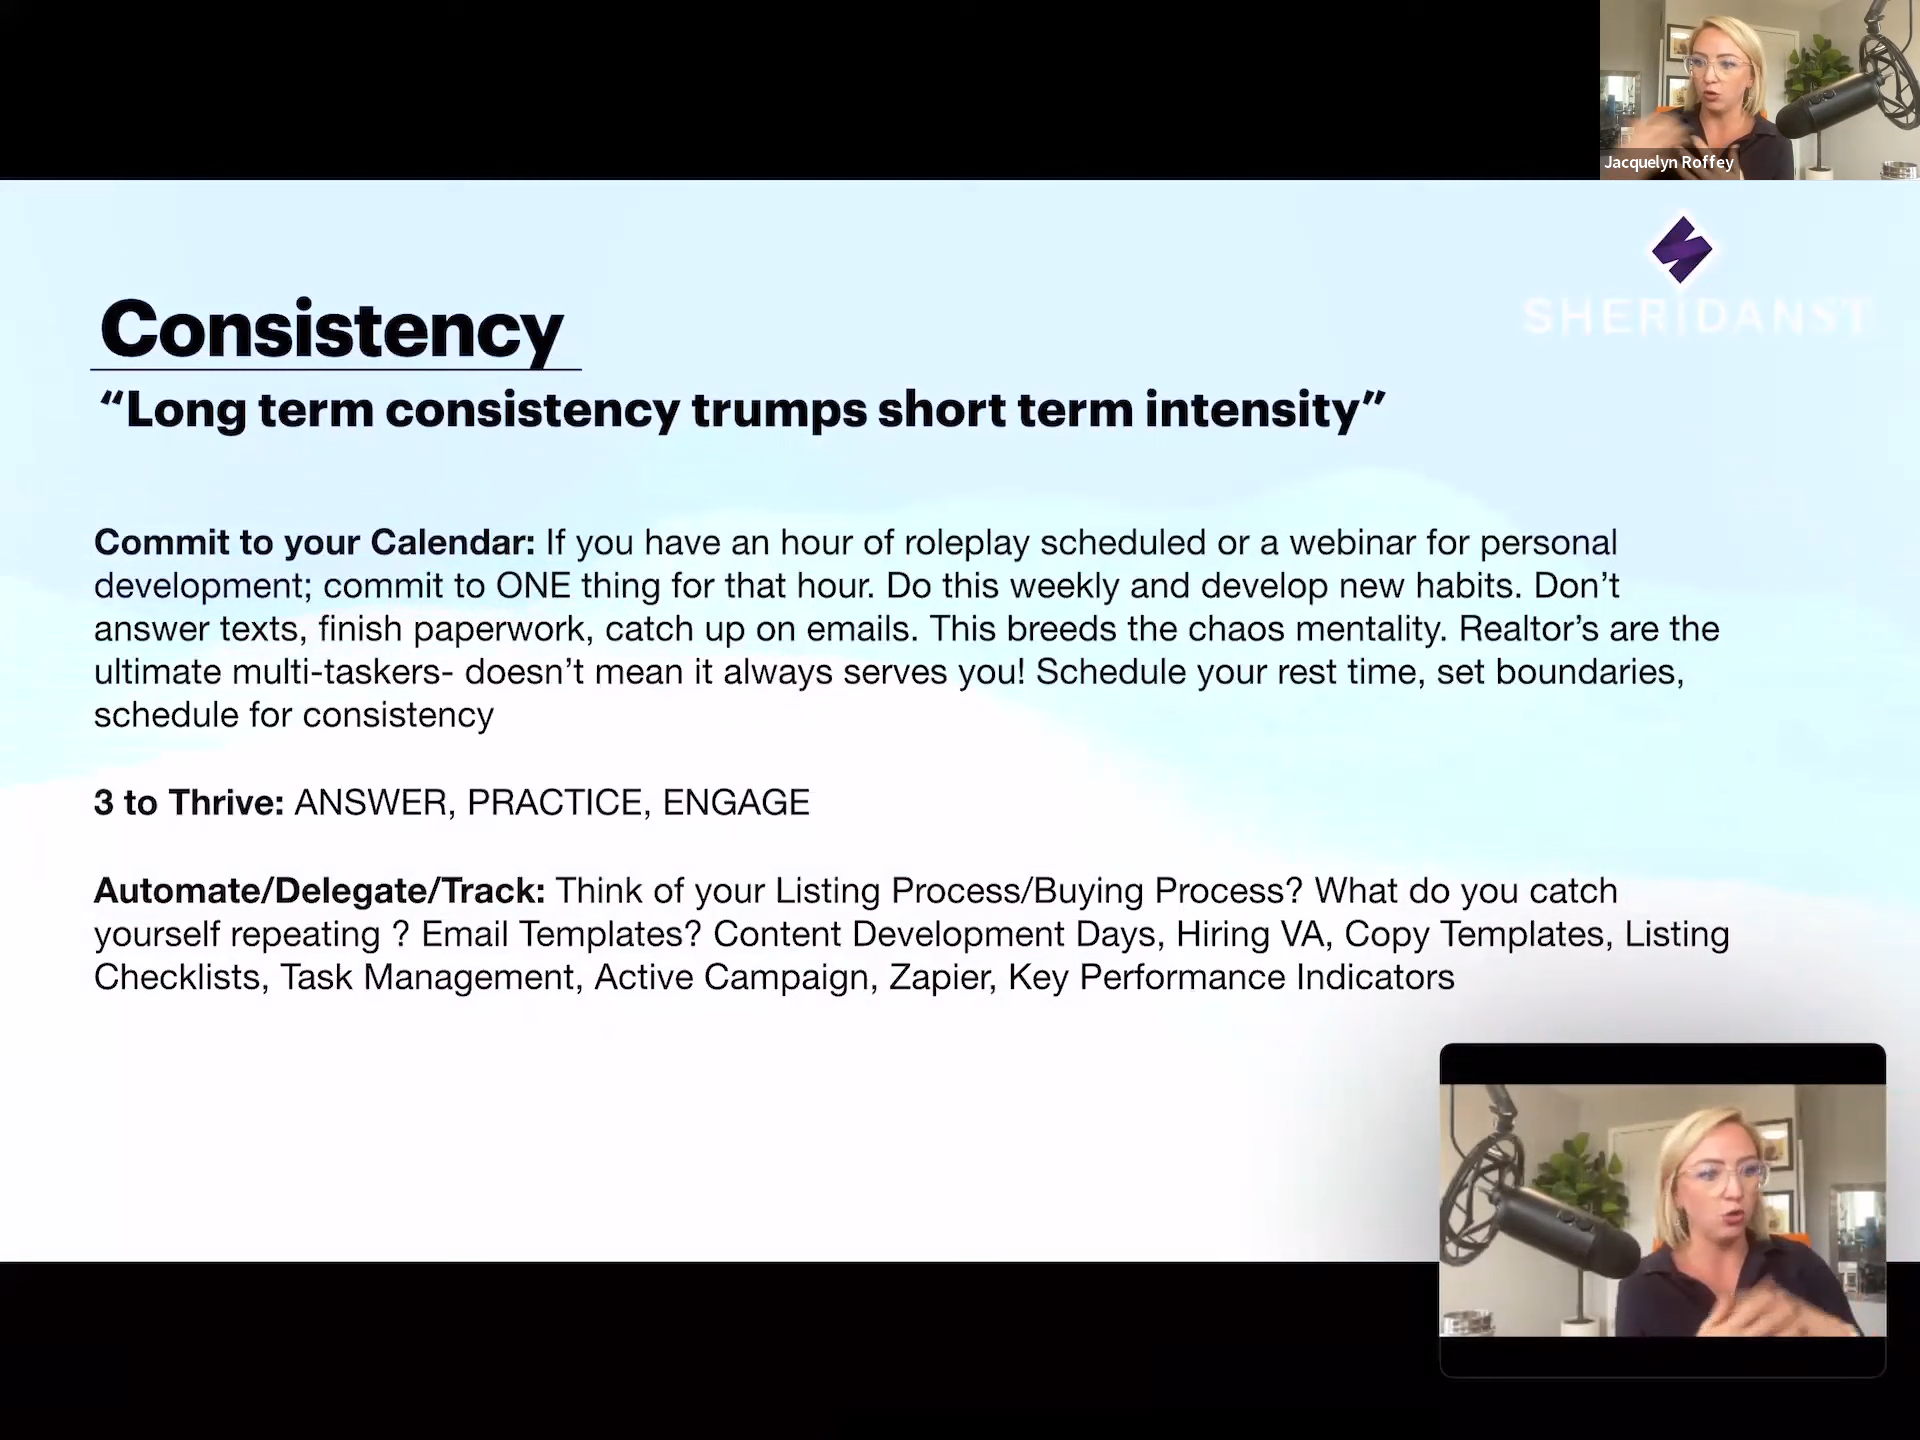 Jacquelyn Roffey
SHERIDANST
Consistency
“Long term consistency trumps short term intensity”
Commit to your Calendar: If you have an hour of roleplay scheduled or a webinar for personal
development; commit to ONE thing for that hour. Do this weekly and develop new habits. Don’t
answer texts, finish paperwork, catch up on emails. This breeds the chaos mentality. Realtor’s are the
ultimate multi-taskers- doesn’t mean it always serves you! Schedule your rest time, set boundaries,
schedule for consistency
3 to Thrive: ANSWER, PRACTICE, ENGAGE
Automate/Delegate/Track: Think of your Listing Process/Buying Process? What do you catch
yourself repeating ? Email Templates? Content Development Days, Hiring VA, Copy Templates, Listing
Checklists, Task Management, Active Campaign, Zapier, Key Performance Indicators